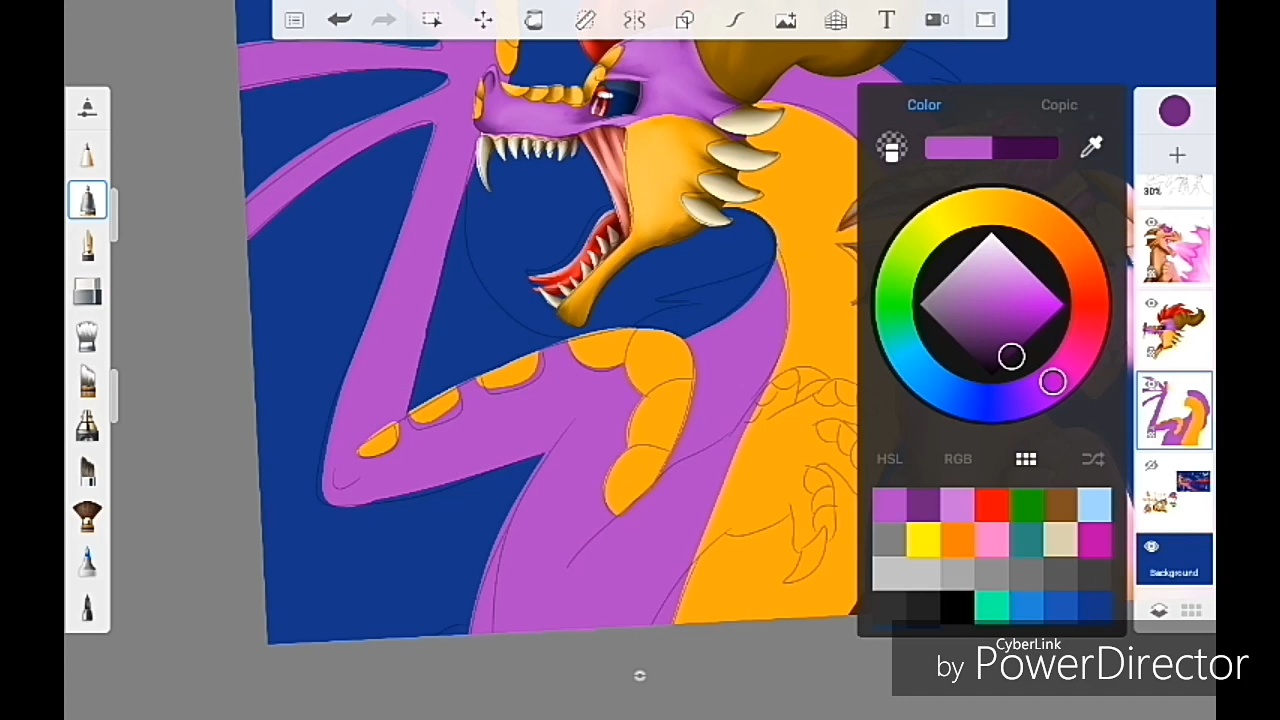 T
Color
Copic
30%
HSL
RGB
Background
CyberLink
by PowerDirector